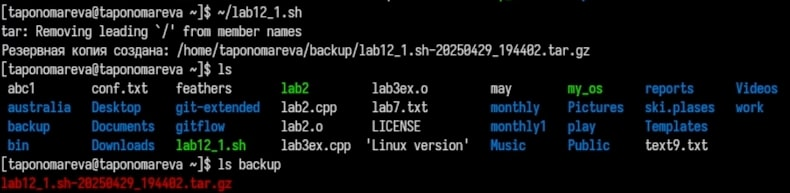 [taponomareva@taponomareva ~]$ ~/lab12_1.sh
tar: Removing leading `/' from member names
Резервная копия создана: /home/taponomareva/backup/lab12_1.sh-20250429_194402.tar.gz
[taponomareva@taponomareva ~]$ ls
abc1 conf.txt feathers lab2 lab3ex.o may my_os reports Videos
australia Desktop git-extended lab2.cpp lab7.txt monthly Pictures ski.plases work
backup Documents gitflow lab2.o LICENSE monthly1 play Templates
bin Downloads lab12_1.sh lab3ex.cpp 'Linux version' Music Public text9.txt
[taponomareva@taponomareva ~]$ ls backup
lab12_1.sh-20250429_194402.tar.gz